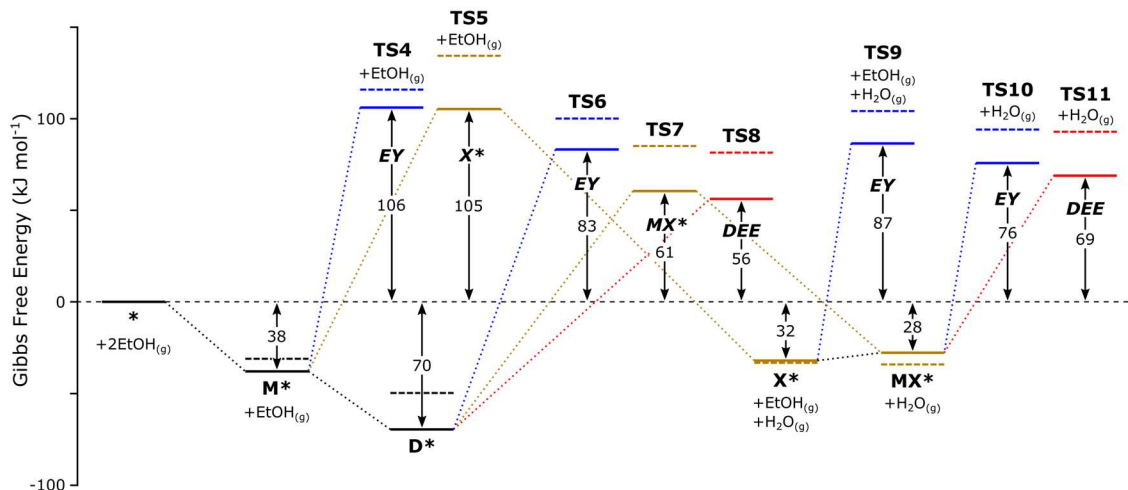 Gibbs Free Energy (kJ mol⁻¹)
100
0
-100
*
+2EtOH(g)
38
M*
+EtOH(g)
TS4
+EtOH(g)
EY
106
70
D*
TS5
+EtOH(g)
X*
105
TS6
EY
83
TS7
MX*
61
TS8
DEE
56
32
X*
+EtOH(g)
+H₂O(g)
TS9
+EtOH(g)
+H₂O(g)
EY
87
28
MX*
+H₂O(g)
TS10
+H₂O(g)
EY
76
TS11
+H₂O(g)
DEE
69